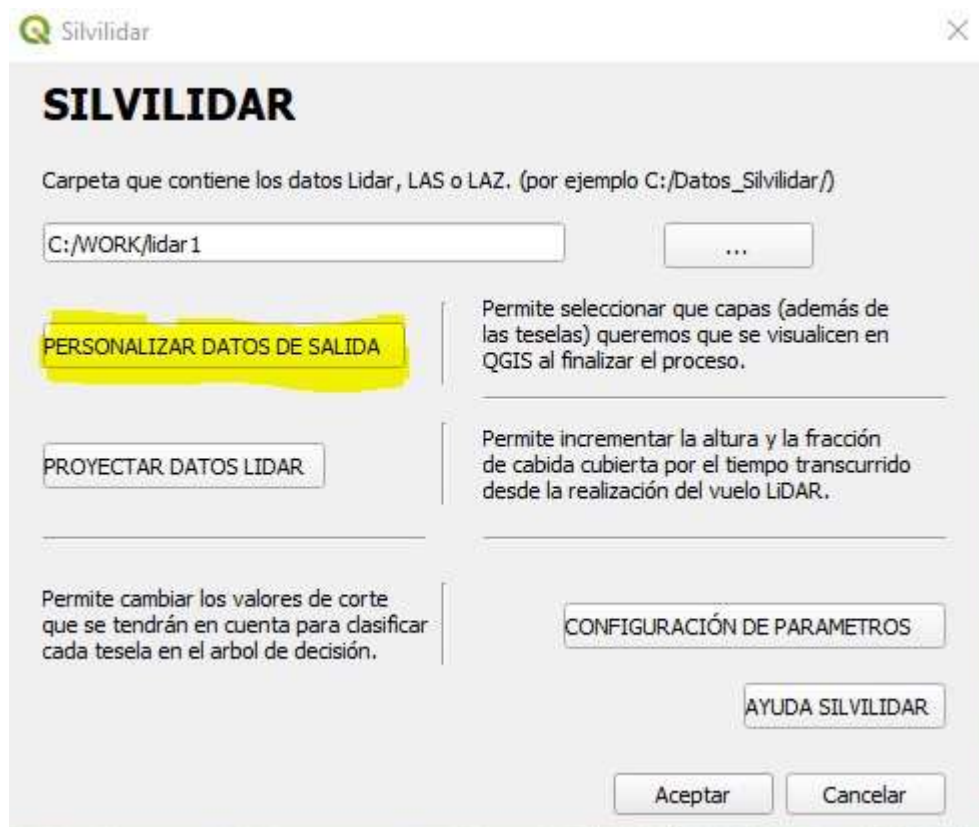 Silvilidar
SILVILIDAR
Carpeta que contiene los datos Lidar, LAS o LAZ. (por ejemplo C:/Datos_Silvilidar/)
C:/WORK/lidar1
...
PERSONALIZAR DATOS DE SALIDA
Permite seleccionar que capas (además de
las teselas) queremos que se visualicen en
QGIS al finalizar el proceso.
PROYECTAR DATOS LIDAR
Permite incrementar la altura y la fracción
de cabida cubierta por el tiempo transcurrido
desde la realización del vuelo LiDAR.
Permite cambiar los valores de corte
que se tendrán en cuenta para clasificar
cada tesela en el arbol de decisión.
CONFIGURACIÓN DE PARAMETROS
AYUDA SILVILIDAR
Aceptar
Cancelar